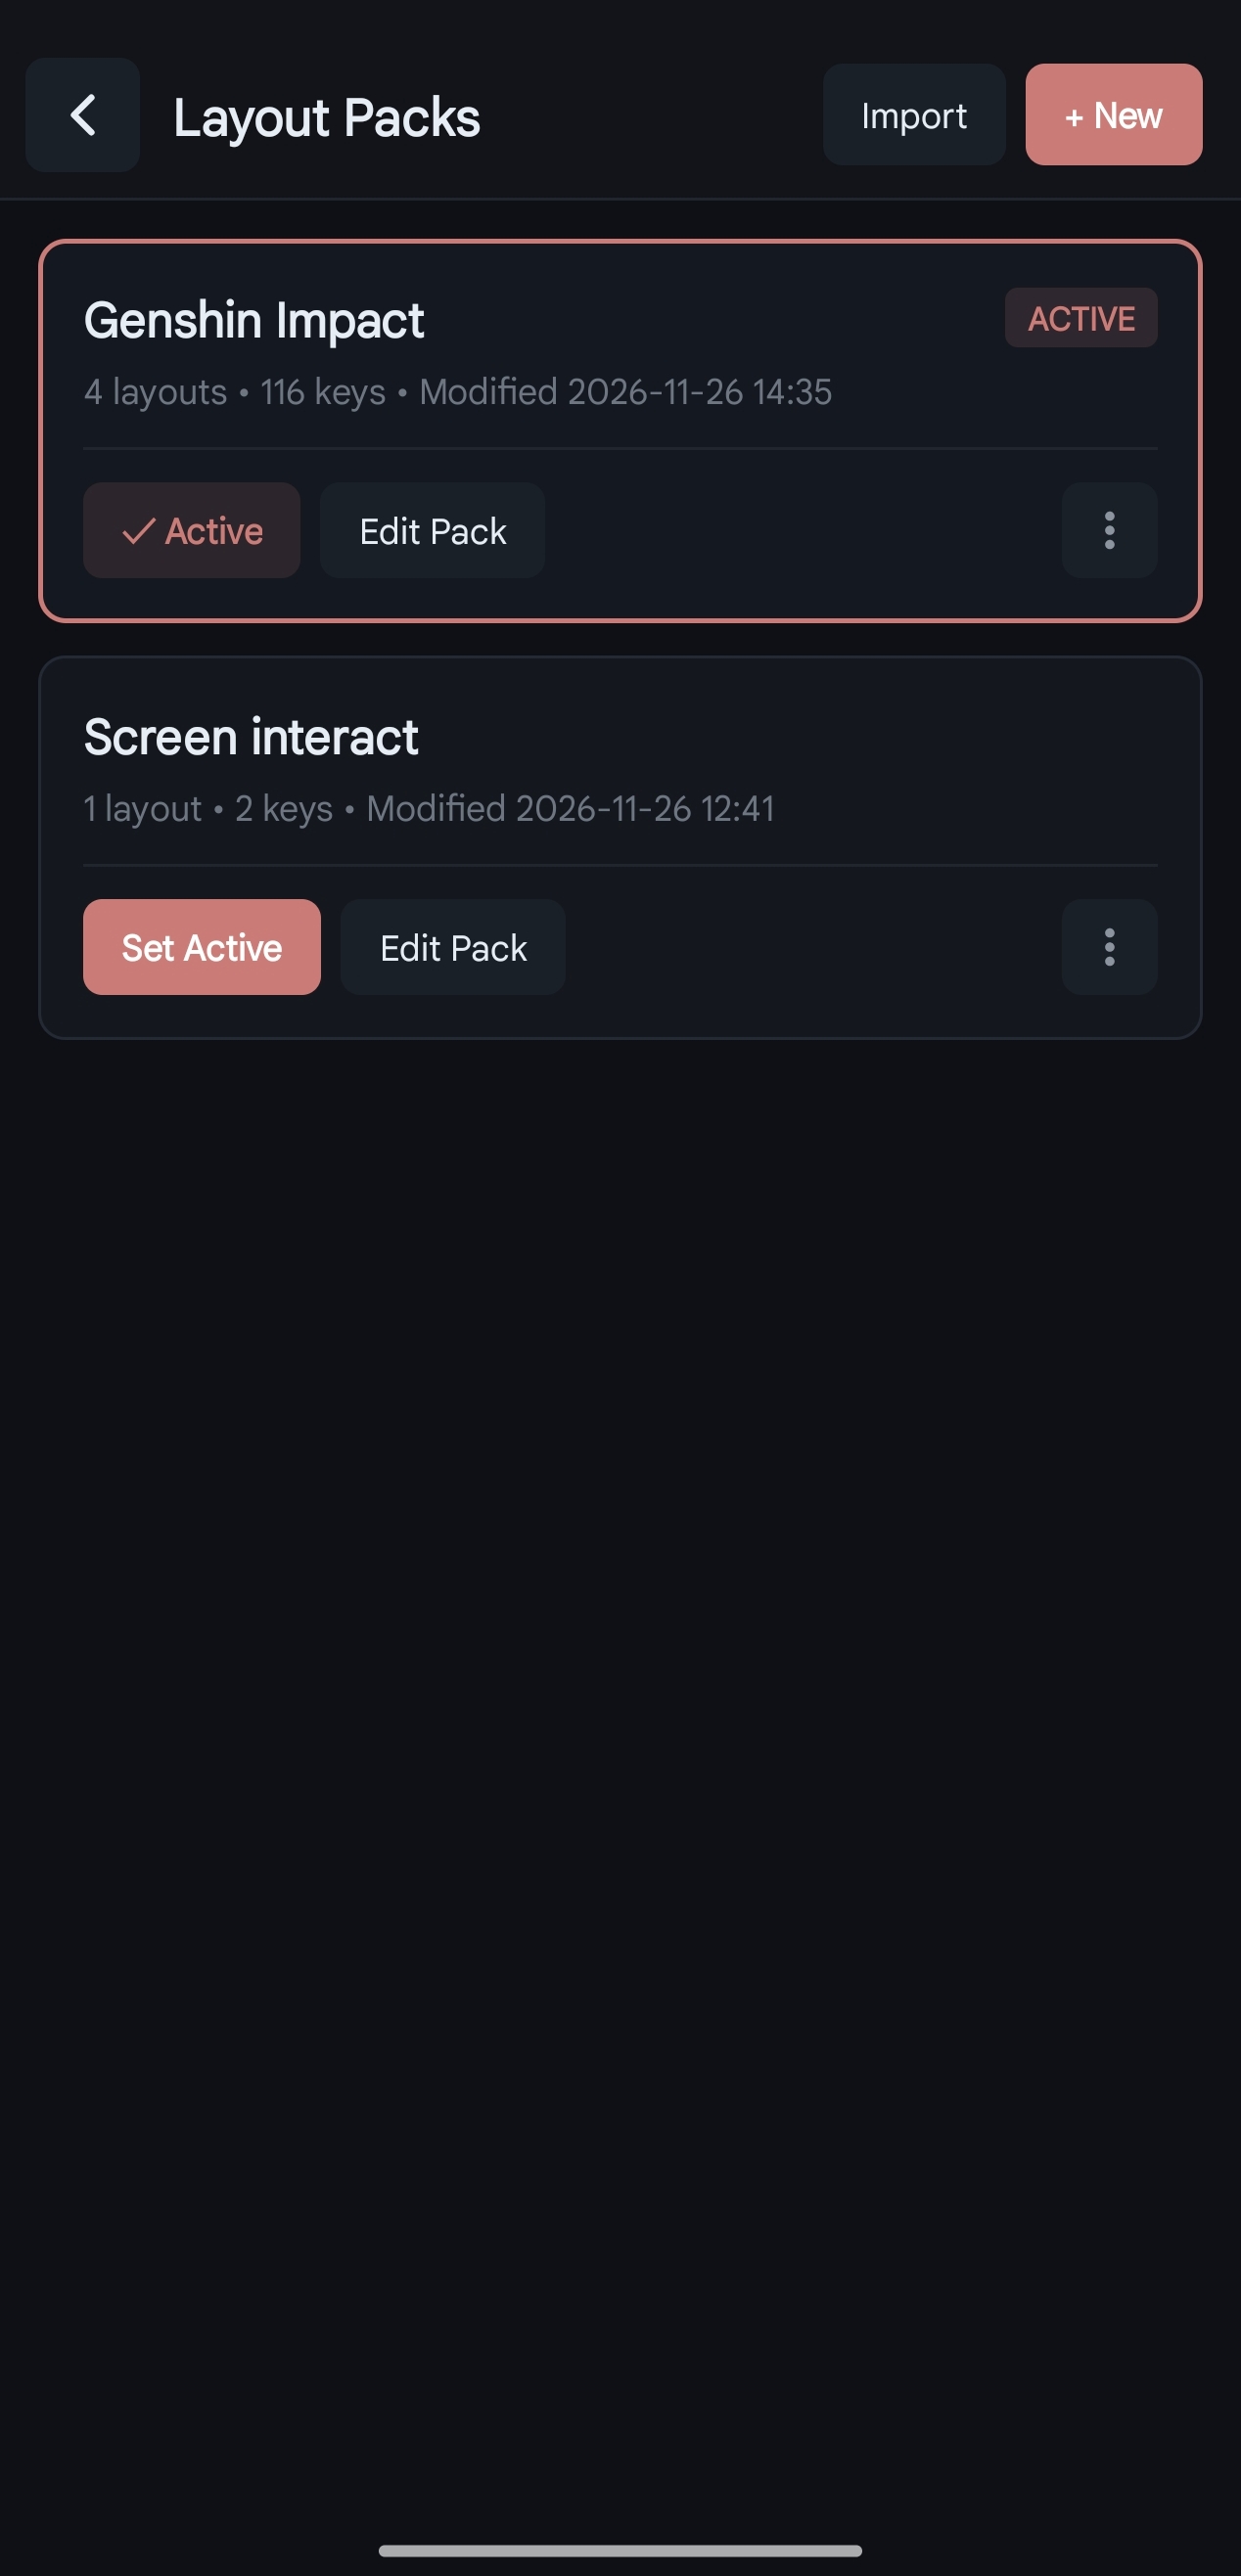 Layout Packs
Import
+ New
Genshin Impact
ACTIVE
4 layouts • 116 keys • Modified 2026-11-26 14:35
✓ Active
Edit Pack
Screen interact
1 layout • 2 keys • Modified 2026-11-26 12:41
Set Active
Edit Pack